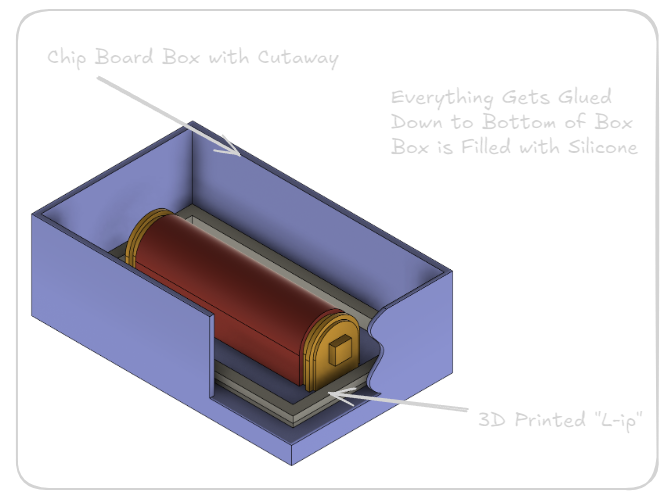 Chip Board Box with Cutaway
Everything Gets Glued
Down to Bottom of Box
Box is Filled with Silicone
3D Printed "L-ip"